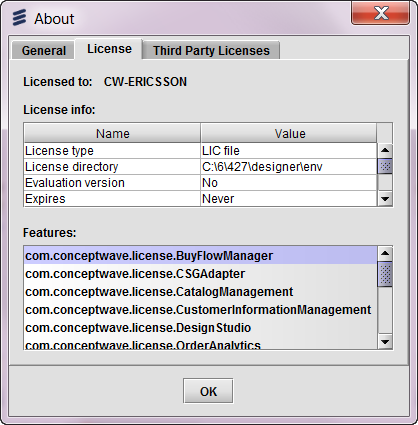 About
General License Third Party Licenses
Licensed to: CW-ERICSSON
License info:
Name Value
License type LIC file
License directory C:\6\427\designer\env
Evaluation version No
Expires Never
Features:
com.conceptwave.license.BuyFlowManager
com.conceptwave.license.CSGAdapter
com.conceptwave.license.CatalogManagement
com.conceptwave.license.CustomerInformationManagement
com.conceptwave.license.DesignStudio
com.conceptwave.license.OrderAnalytics
OK